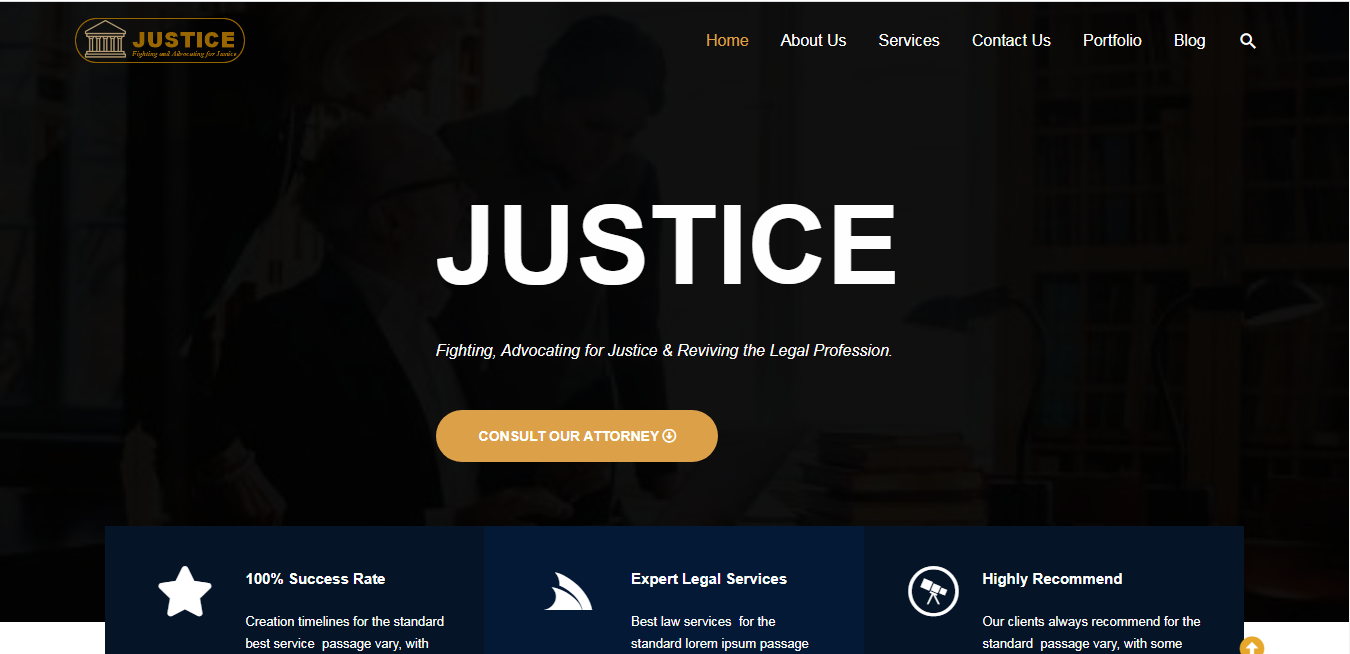 JUSTICE
Fighting and Advocating for Justice
Home About Us Services Contact Us Portfolio Blog
JUSTICE
Fighting, Advocating for Justice & Reviving the Legal Profession.
CONSULT OUR ATTORNEY
100% Success Rate
Creation timelines for the standard
best service passage vary, with
Expert Legal Services
Best law services for the
standard lorem ipsum passage
Highly Recommend
Our clients always recommend for the
standard passage vary, with some